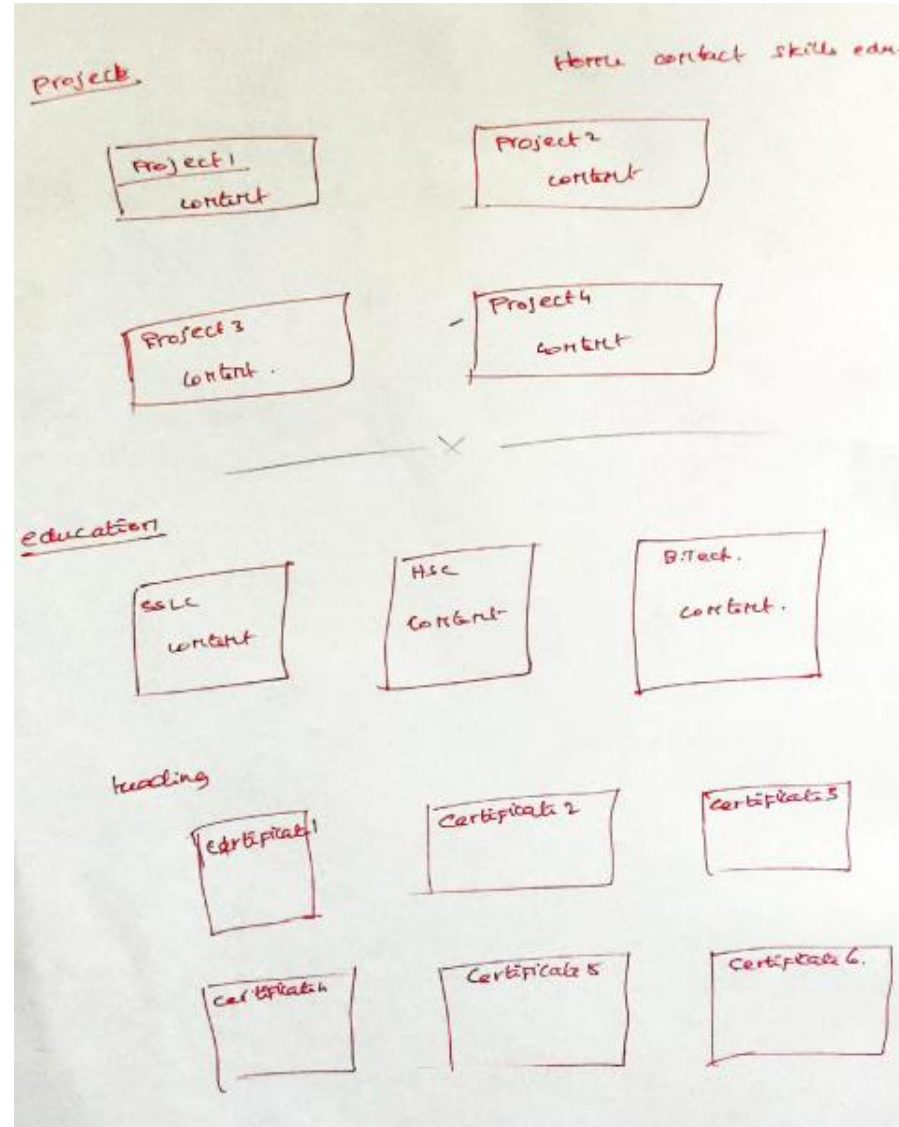 Home contact skills edu
Project
Project 1
content
Project 2
content
Project 3
content.
Project 4
content
education
SSLC
content
HSC
content
B.Tech.
content.
heading
Certificate 1
Certificate 2
Certificate 3
Certificate 4
Certificate 5
Certificate 6.